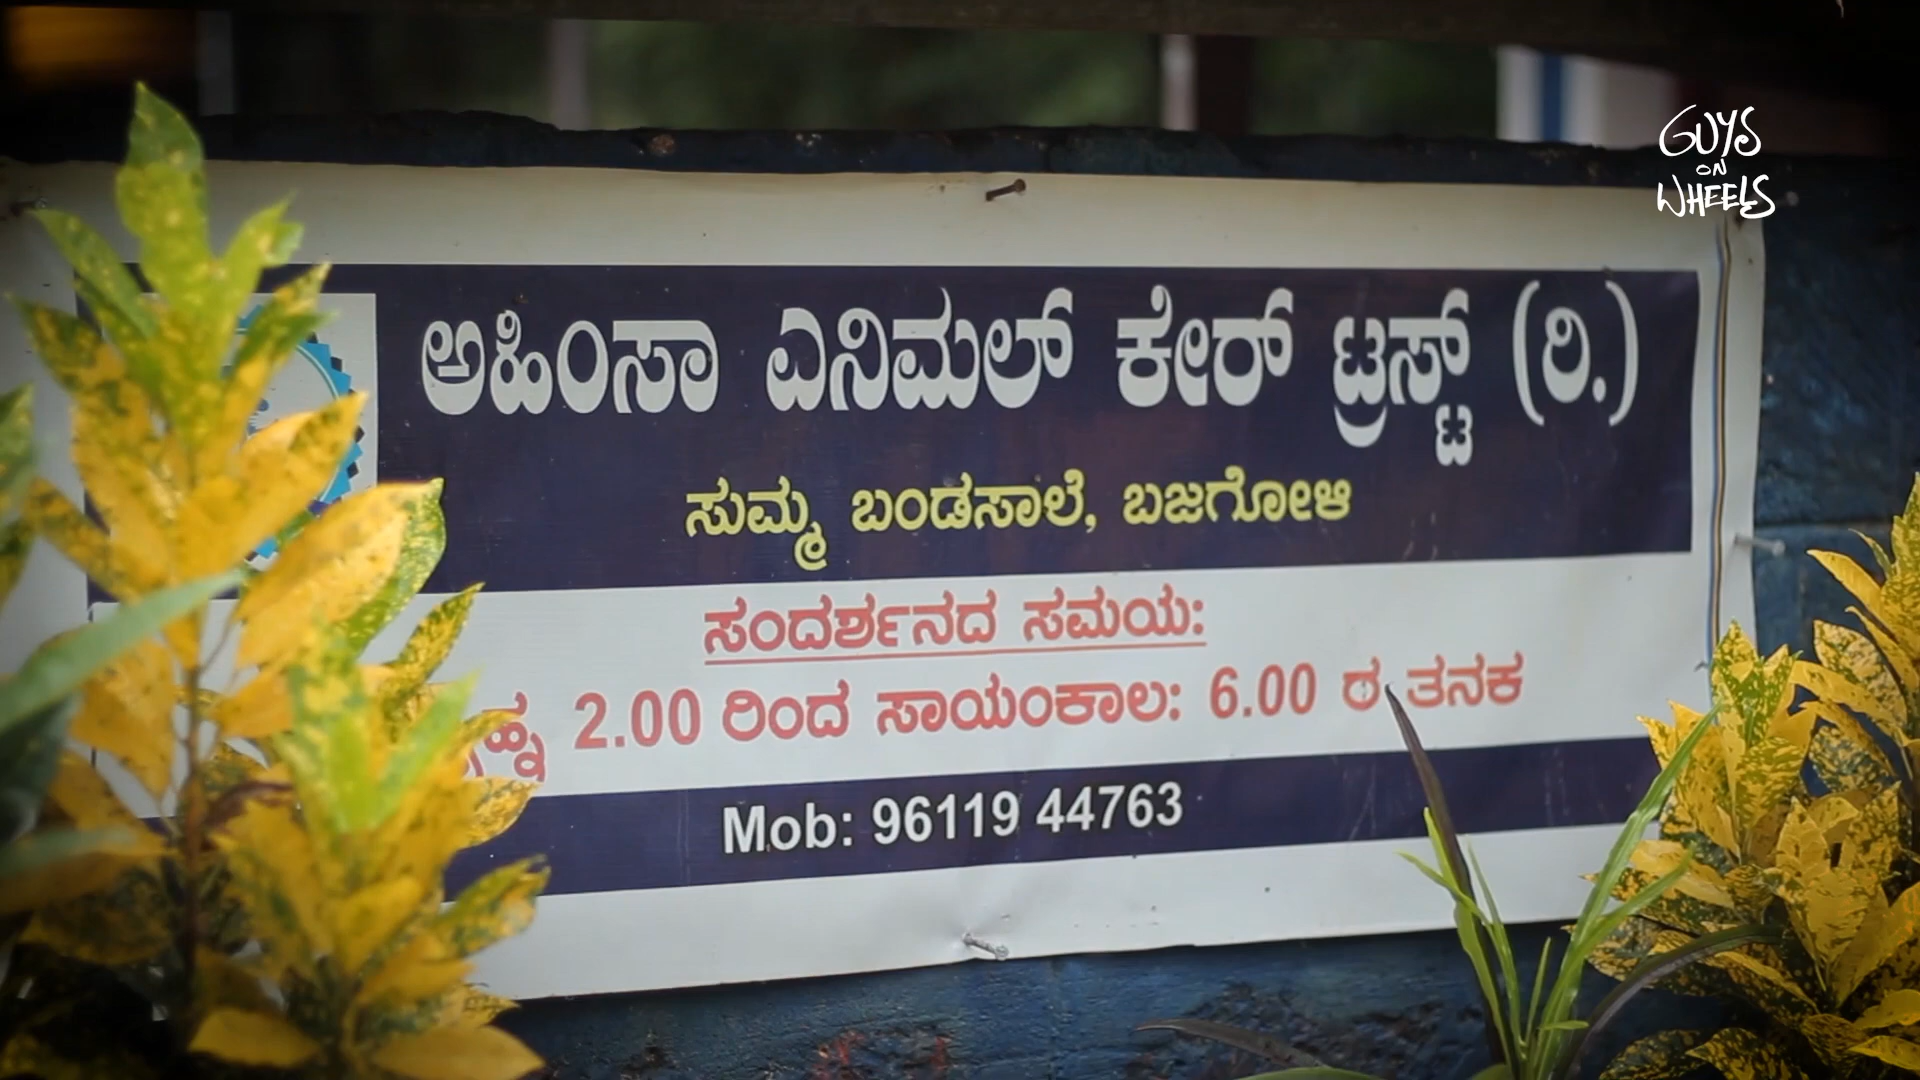 GUYS
ON
WHEELS
ಅಹಿಂಸಾ ಎನಿಮಲ್ ಕೇರ್ ಟ್ರಸ್ಟ್ (ರಿ.)
ಸುಮ್ಮ ಬಂಡಸಾಲೆ, ಬಜಗೋಳಿ
ಸಂದರ್ಶನದ ಸಮಯ:
2.00 ರಿಂದ ಸಾಯಂಕಾಲ: 6.00 ರ ತನಕ
Mob: 96119 44763